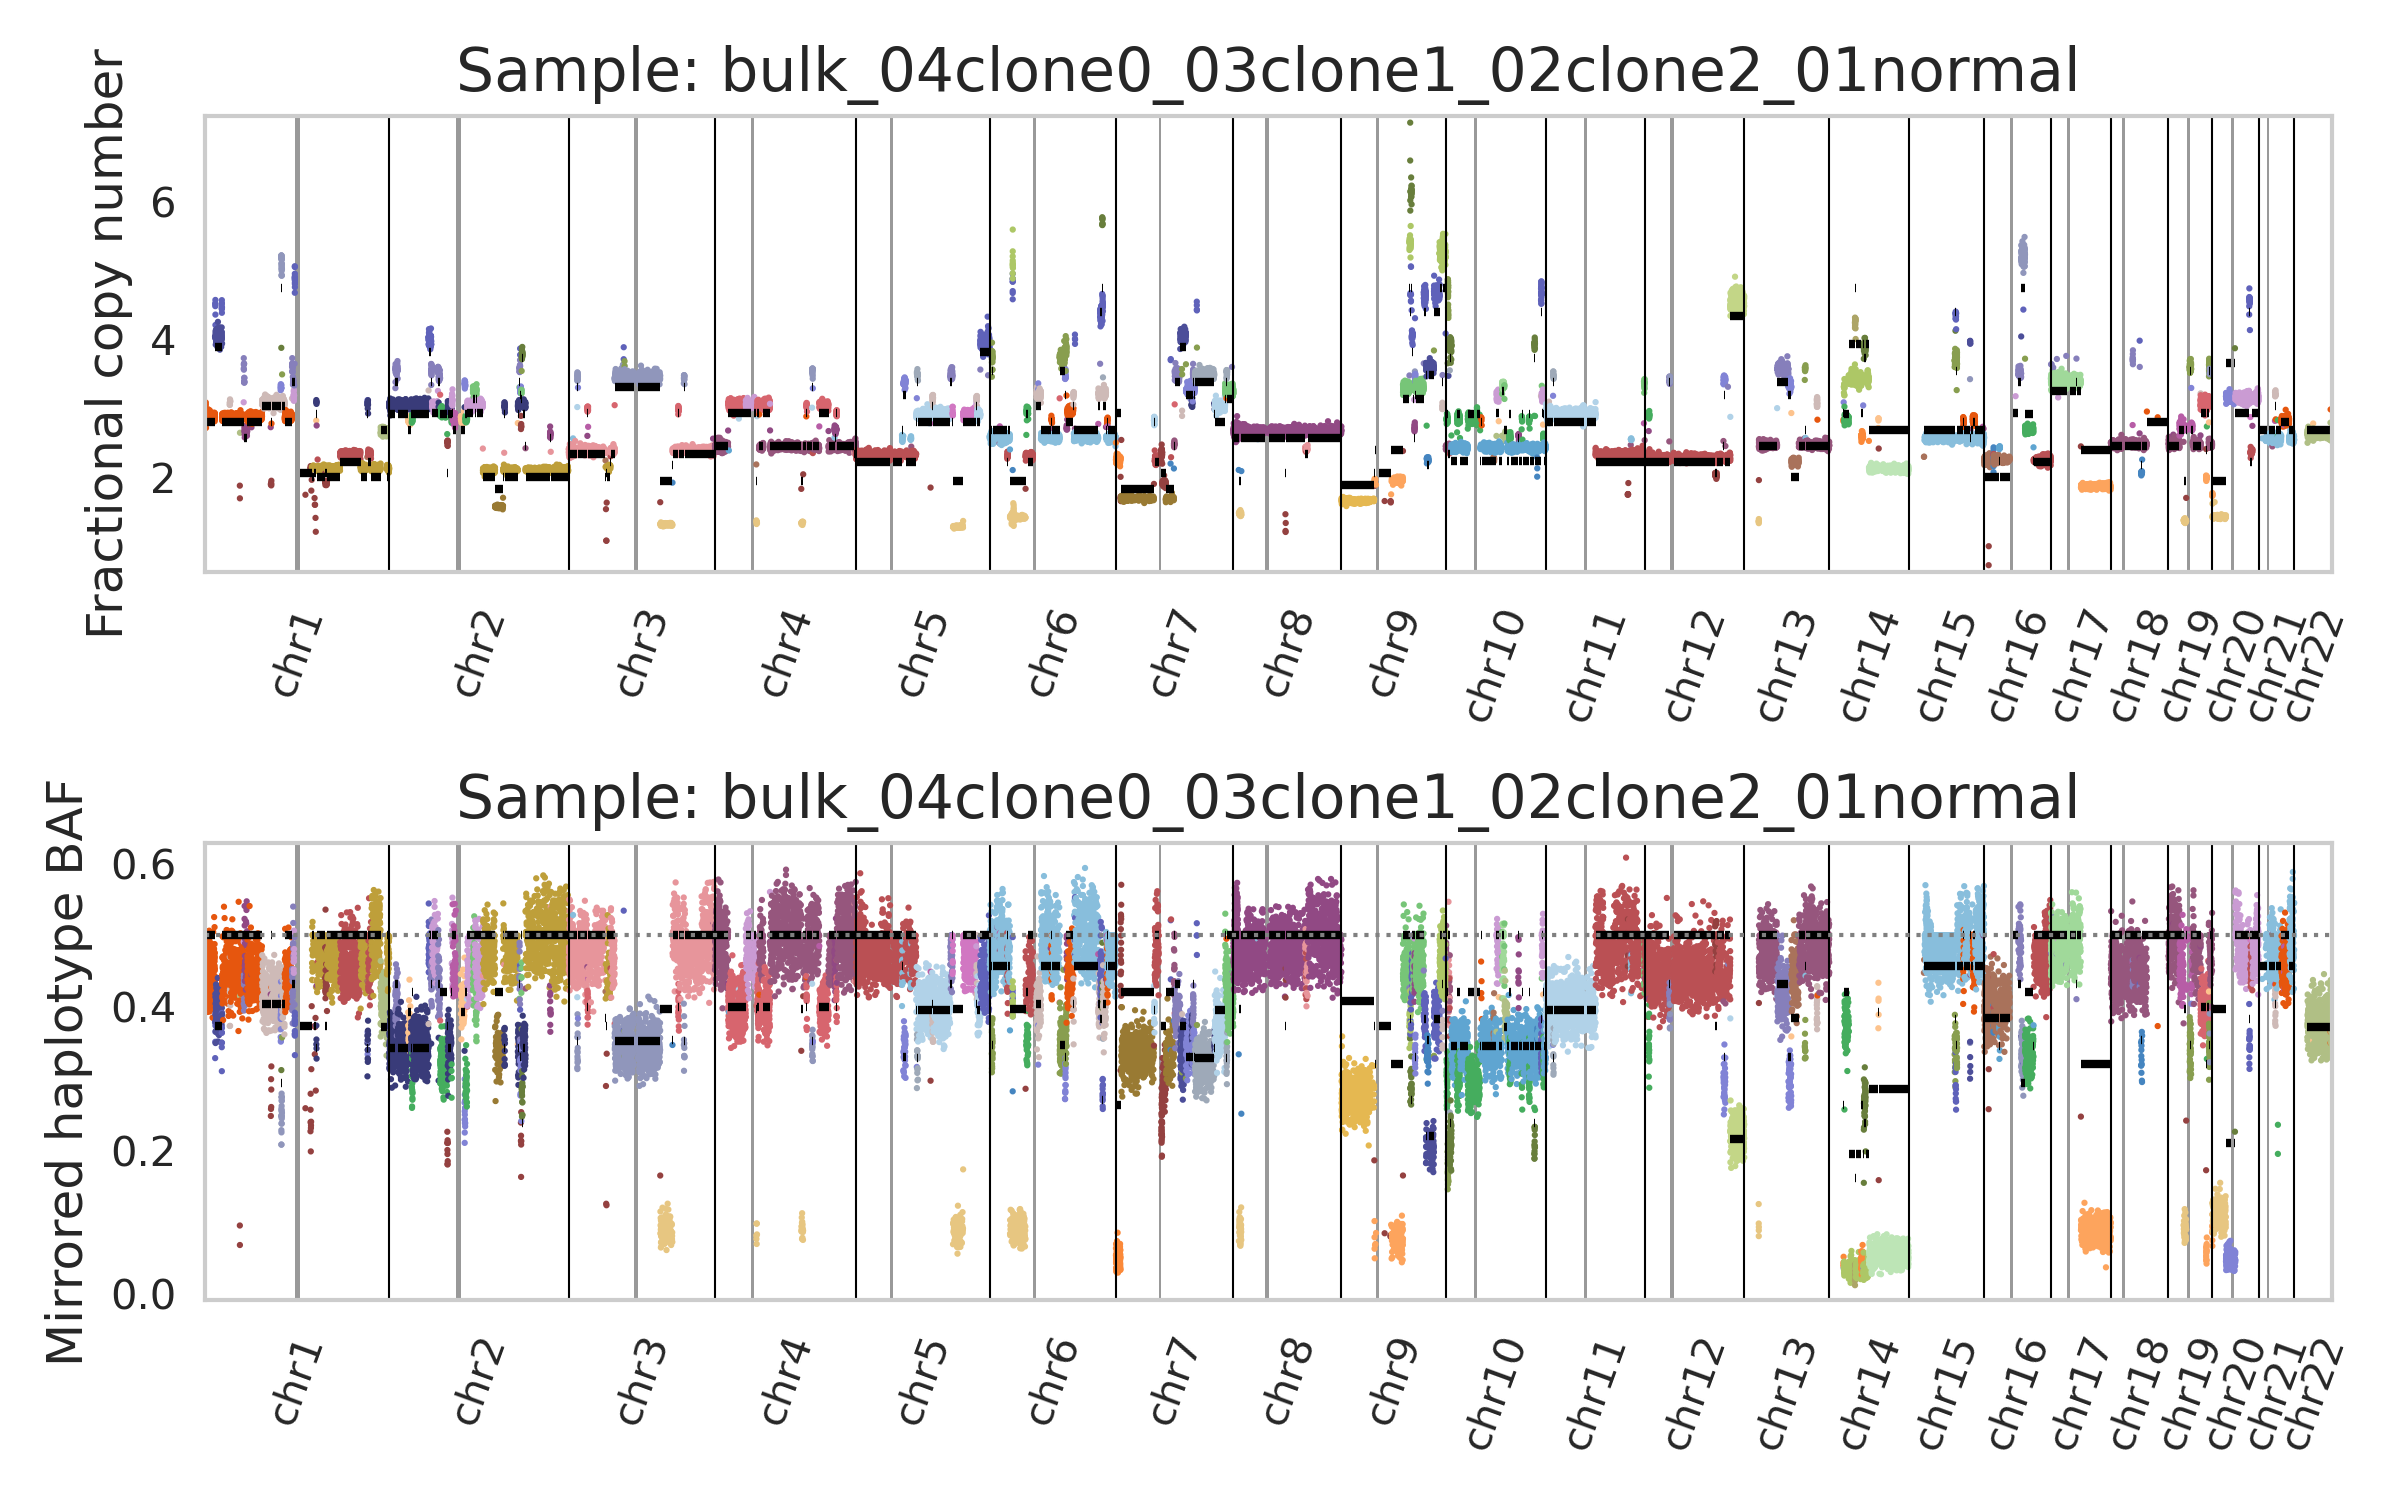 Sample: bulk_04clone0_03clone1_02clone2_01normal
Fractional copy number
6
4
2
chr1 chr2 chr3 chr4 chr5 chr6 chr7 chr8 chr9 chr10 chr11 chr12 chr13 chr14 chr15 chr16 chr17 chr18 chr19 chr20 chr21 chr22
Sample: bulk_04clone0_03clone1_02clone2_01normal
Mirrored haplotype BAF
0.6
0.4
0.2
0.0
chr1 chr2 chr3 chr4 chr5 chr6 chr7 chr8 chr9 chr10 chr11 chr12 chr13 chr14 chr15 chr16 chr17 chr18 chr19 chr20 chr21 chr22